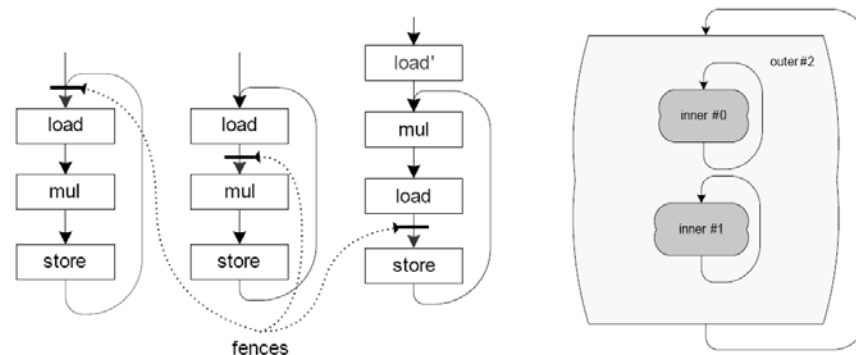 load
mul
store
load
mul
store
load'
mul
load
store
fences
outer #2
inner #0
inner #1